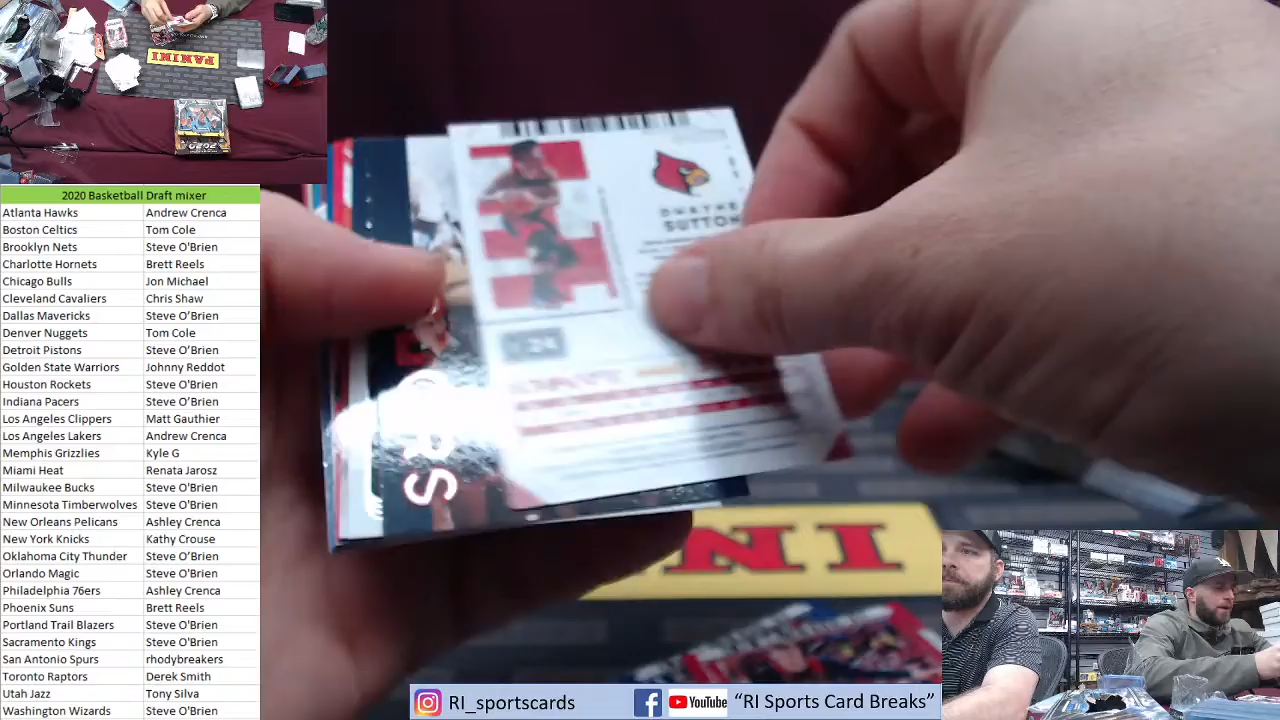 PANINI
2020
2020 Basketball Draft mixer
Atlanta Hawks Andrew Crenca
Boston Celtics Tom Cole
Brooklyn Nets Steve O'Brien
Charlotte Hornets Brett Reels
Chicago Bulls Jon Michael
Cleveland Cavaliers Chris Shaw
Dallas Mavericks Steve O'Brien
Denver Nuggets Tom Cole
Detroit Pistons Steve O'Brien
Golden State Warriors Johnny Reddot
Houston Rockets Steve O'Brien
Indiana Pacers Steve O'Brien
Los Angeles Clippers Matt Gauthier
Los Angeles Lakers Andrew Crenca
Memphis Grizzlies Kyle G
Miami Heat Renata Jarosz
Milwaukee Bucks Steve O'Brien
Minnesota Timberwolves Steve O'Brien
New Orleans Pelicans Ashley Crenca
New York Knicks Kathy Crouse
Oklahoma City Thunder Steve O'Brien
Orlando Magic Steve O'Brien
Philadelphia 76ers Ashley Crenca
Phoenix Suns Brett Reels
Portland Trail Blazers Steve O'Brien
Sacramento Kings Steve O'Brien
San Antonio Spurs rhodybreakers
Toronto Raptors Derek Smith
Utah Jazz Tony Silva
Washington Wizards Steve O'Brien
DWAYNE
SUTTON
24
RS
INI
RI_sportscards YouTube "RI Sports Card Breaks"